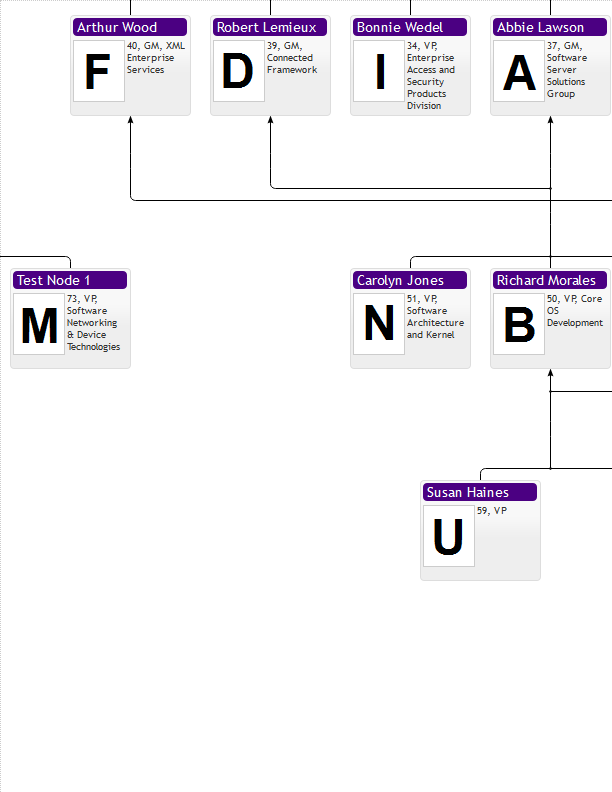 Arthur Wood
F
40, GM, XML
Enterprise
Services
Robert Lemieux
D
39, GM,
Connected
Framework
Bonnie Wedel
I
34, VP,
Enterprise
Access and
Security
Products
Division
Abbie Lawson
A
37, GM,
Software
Server
Solutions
Group
Test Node 1
M
73, VP,
Software
Networking
& Device
Technologies
Carolyn Jones
N
51, VP,
Software
Architecture
and Kernel
Richard Morales
B
50, VP, Core
OS
Development
Susan Haines
U
59, VP